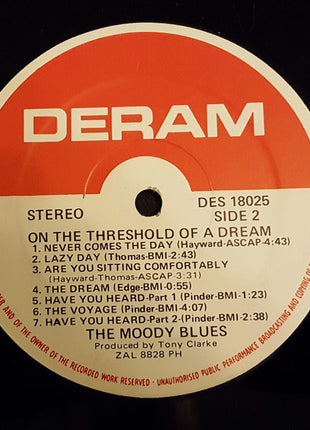 DERAM
DES 18025
STEREO SIDE 2
ON THE THRESHOLD OF A DREAM
1. NEVER COMES THE DAY (Hayward-ASCAP-4:43)
2. LAZY DAY (Thomas-BMI-2:43)
3. ARE YOU SITTING COMFORTABLY
(Hayward-Thomas-ASCAP-3:31)
4. THE DREAM (Edge-BMI-0:55)
5. HAVE YOU HEARD-Part 1 (Pinder-BMI-1:23)
6. THE VOYAGE (Pinder-BMI-4:07)
7. HAVE YOU HEARD-Part 2-(Pinder-BMI-2:38)
THE MOODY BLUES
Produced by Tony Clarke
ZAL 8828 PH
AND OF THE OWNER OF THE RECORDED WORK RESERVED · UNAUTHORISED PUBLIC PERFORMANCE BROADCASTING AND COPYING OF